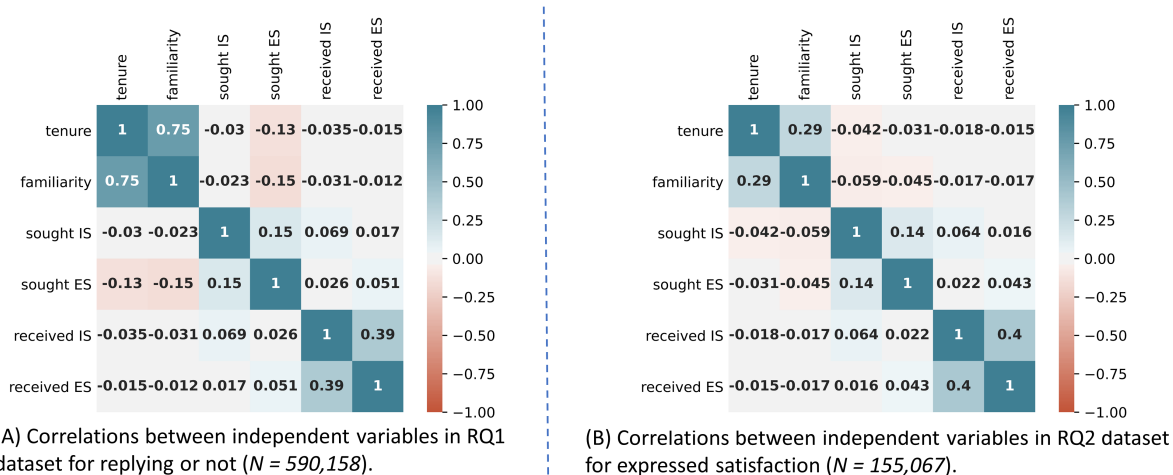 tenure familiarity sought IS sought ES received IS received ES
tenure 1 0.75 -0.03 -0.13 -0.035 -0.015
familiarity 0.75 1 -0.023 -0.15 -0.031 -0.012
sought IS -0.03 -0.023 1 0.15 0.069 0.017
sought ES -0.13 -0.15 0.15 1 0.026 0.051
received IS -0.035 -0.031 0.069 0.026 1 0.39
received ES -0.015 -0.012 0.017 0.051 0.39 1
1.00
0.75
0.50
0.25
0.00
−0.25
−0.50
−0.75
−1.00
A) Correlations between independent variables in RQ1
dataset for replying or not (N = 590,158).
tenure familiarity sought IS sought ES received IS received ES
tenure 1 0.29 -0.042 -0.031 -0.018 -0.015
familiarity 0.29 1 -0.059 -0.045 -0.017 -0.017
sought IS -0.042 -0.059 1 0.14 0.064 0.016
sought ES -0.031 -0.045 0.14 1 0.022 0.043
received IS -0.018 -0.017 0.064 0.022 1 0.4
received ES -0.015 -0.017 0.016 0.043 0.4 1
1.00
0.75
0.50
0.25
0.00
−0.25
−0.50
−0.75
−1.00
(B) Correlations between independent variables in RQ2 dataset
for expressed satisfaction (N = 155,067).